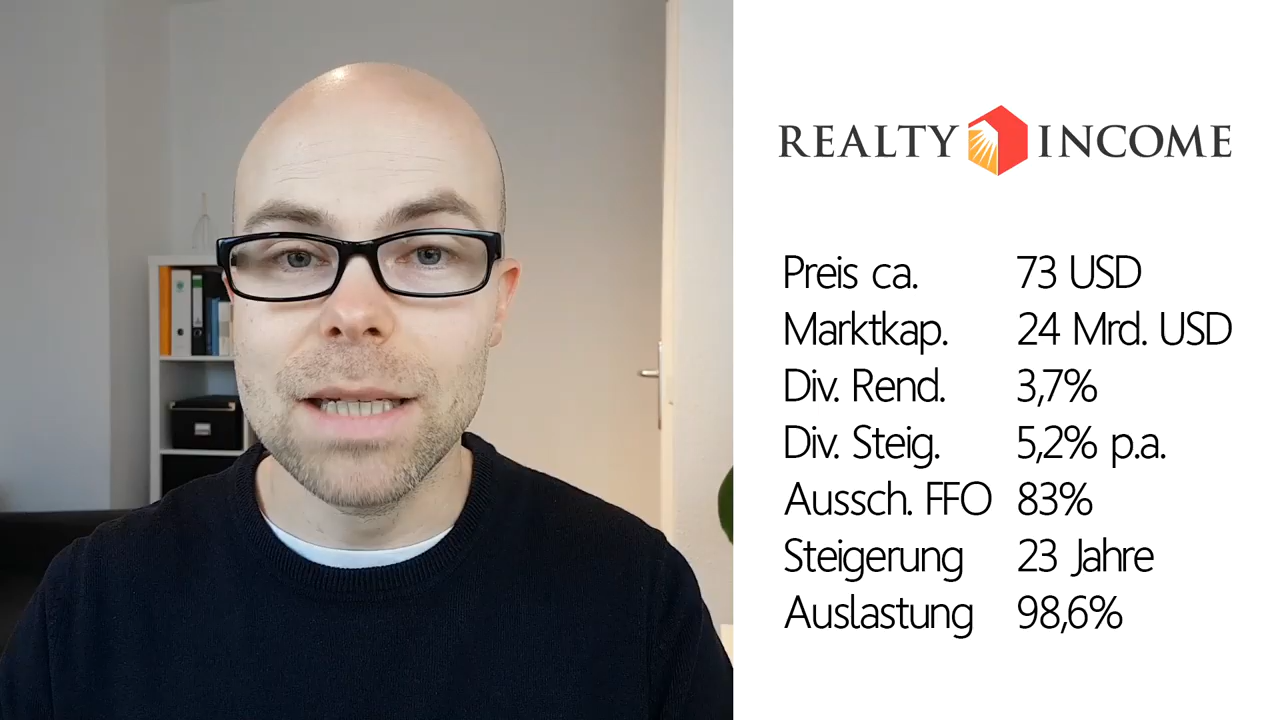 REALTY INCOME
Preis ca. 73 USD
Marktkap. 24 Mrd. USD
Div. Rend. 3,7%
Div. Steig. 5,2% p.a.
Aussch. FFO 83%
Steigerung 23 Jahre
Auslastung 98,6%